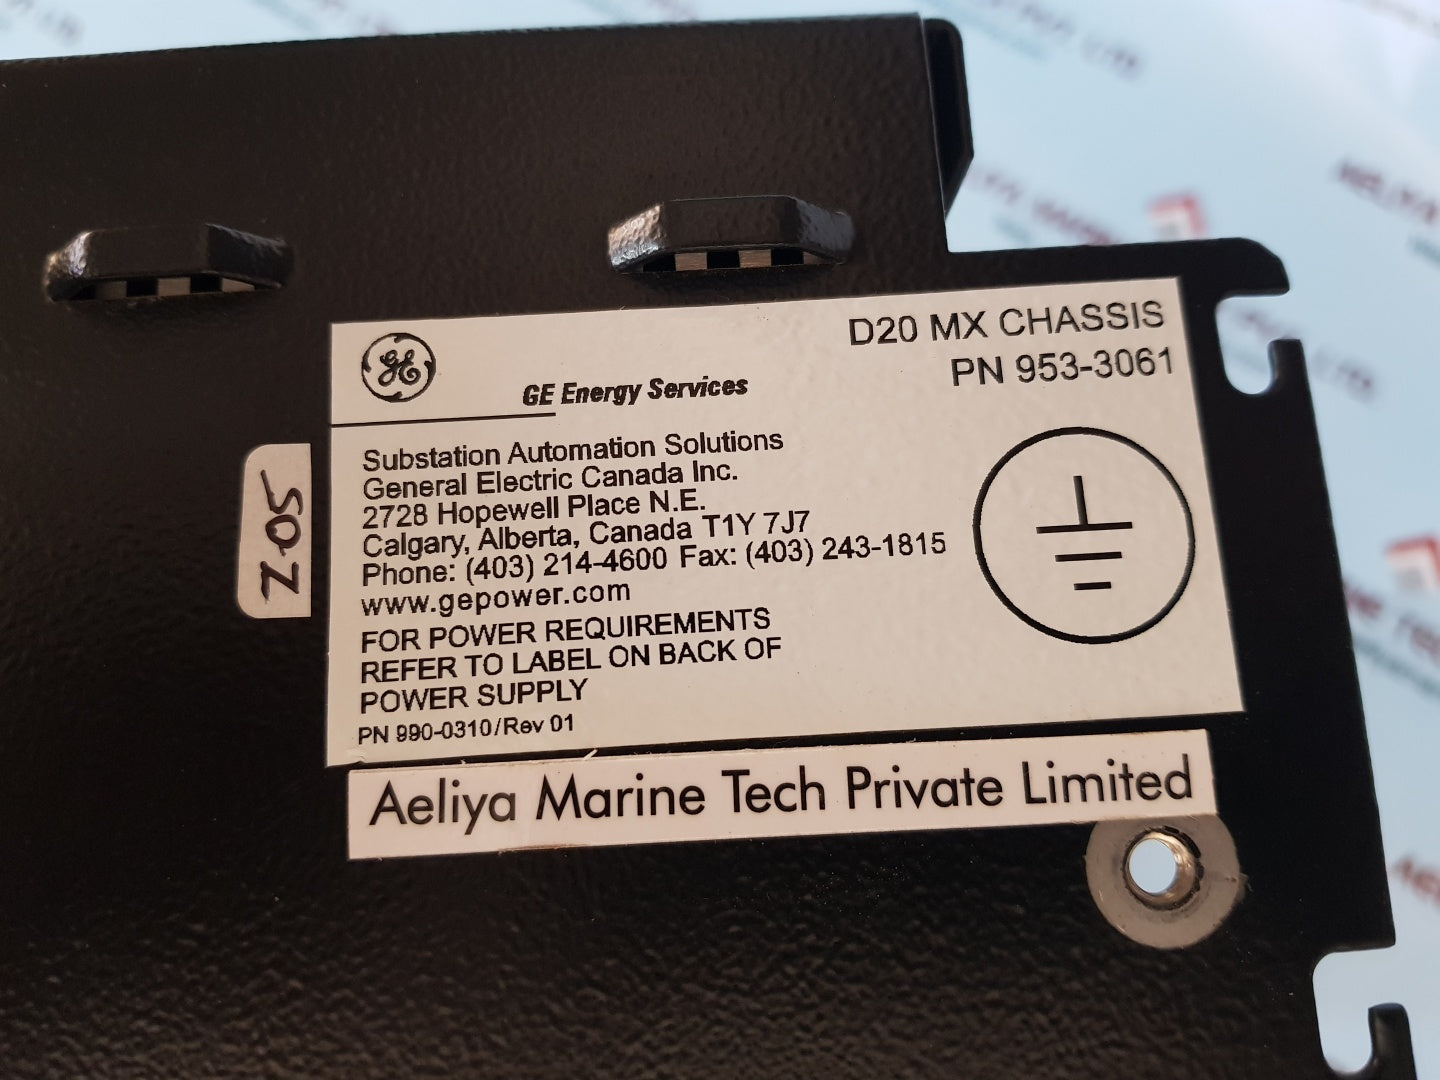 D20 MX CHASSIS
PN 953-3061
GE
GE Energy Services
Substation Automation Solutions
General Electric Canada Inc.
2728 Hopewell Place N.E.
Calgary, Alberta, Canada T1Y 7J7
Phone: (403) 214-4600 Fax: (403) 243-1815
www.gepower.com
FOR POWER REQUIREMENTS
REFER TO LABEL ON BACK OF
POWER SUPPLY
PN 990-0310/Rev 01
Z-05
Aeliya Marine Tech Private Limited